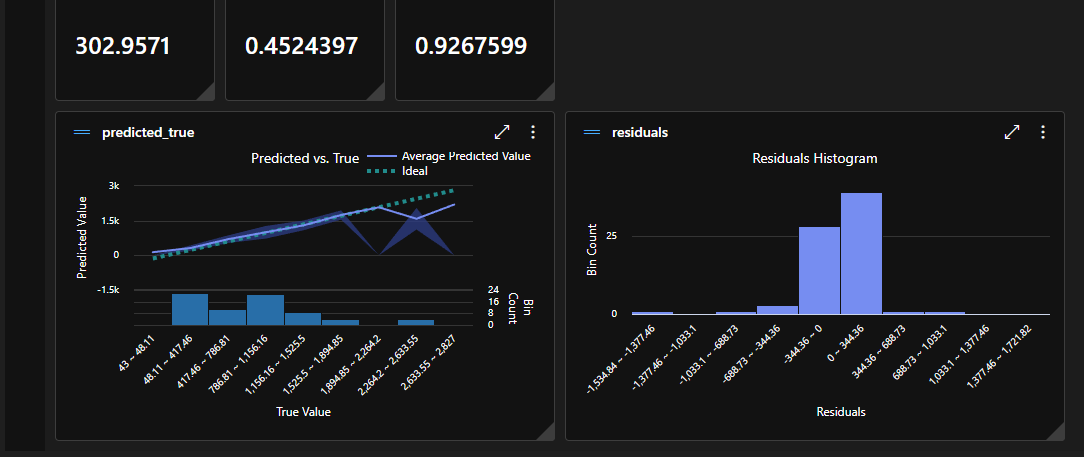 302.9571
0.4524397
0.9267599
predicted_true
Predicted vs. True
Average Predicted Value
Ideal
Predicted Value
3k
1.5k
0
-1.5k
24
16
8
0
Bin
Count
43 ~ 48.11
48.11 ~ 417.46
417.46 ~ 786.81
786.81 ~ 1,156.16
1,156.16 ~ 1,525.5
1,525.5 ~ 1,894.85
1,894.85 ~ 2,264.2
2,264.2 ~ 2,633.55
2,633.55 ~ 2,827
True Value
residuals
Residuals Histogram
Bin Count
25
0
-1,534.84 ~ -1,377.46
-1,377.46 ~ -1,033.1
-1,033.1 ~ -688.73
-688.73 ~ -344.36
-344.36 ~ 0
0 ~ 344.36
344.36 ~ 688.73
688.73 ~ 1,033.1
1,033.1 ~ 1,377.46
1,377.46 ~ 1,721.82
Residuals